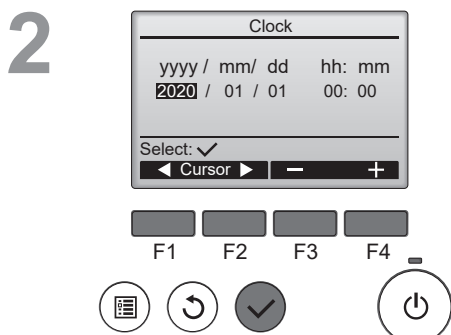 2
Clock
yyyy / mm/ dd hh: mm
2020 / 01 / 01 00: 00
Select: ✓
◀ Cursor ▶ − +
F1 F2 F3 F4